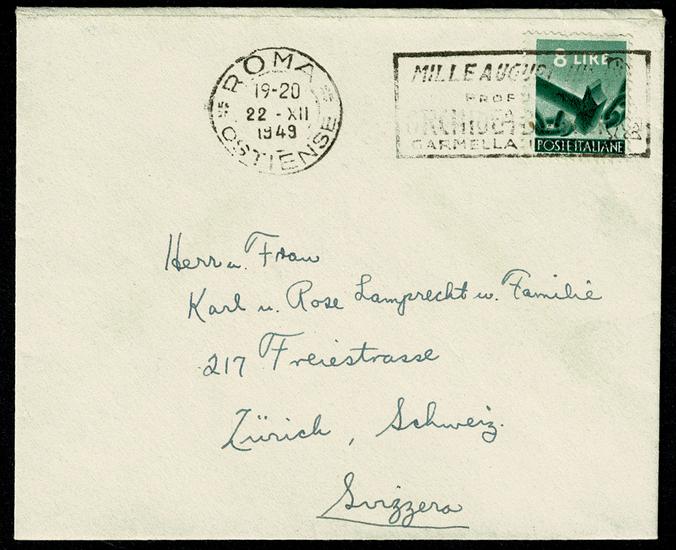 ROMA
19-20
22 - XII
1949
OSTIENSE
MILLE AUGURI
PROF
CARMELLA
8 LIRE
POSTE ITALIANE
Herr u. Frau
Karl u. Rose Lamprecht u. Familie
217 Freiestrasse
Zürich, Schweiz.
Svizzera